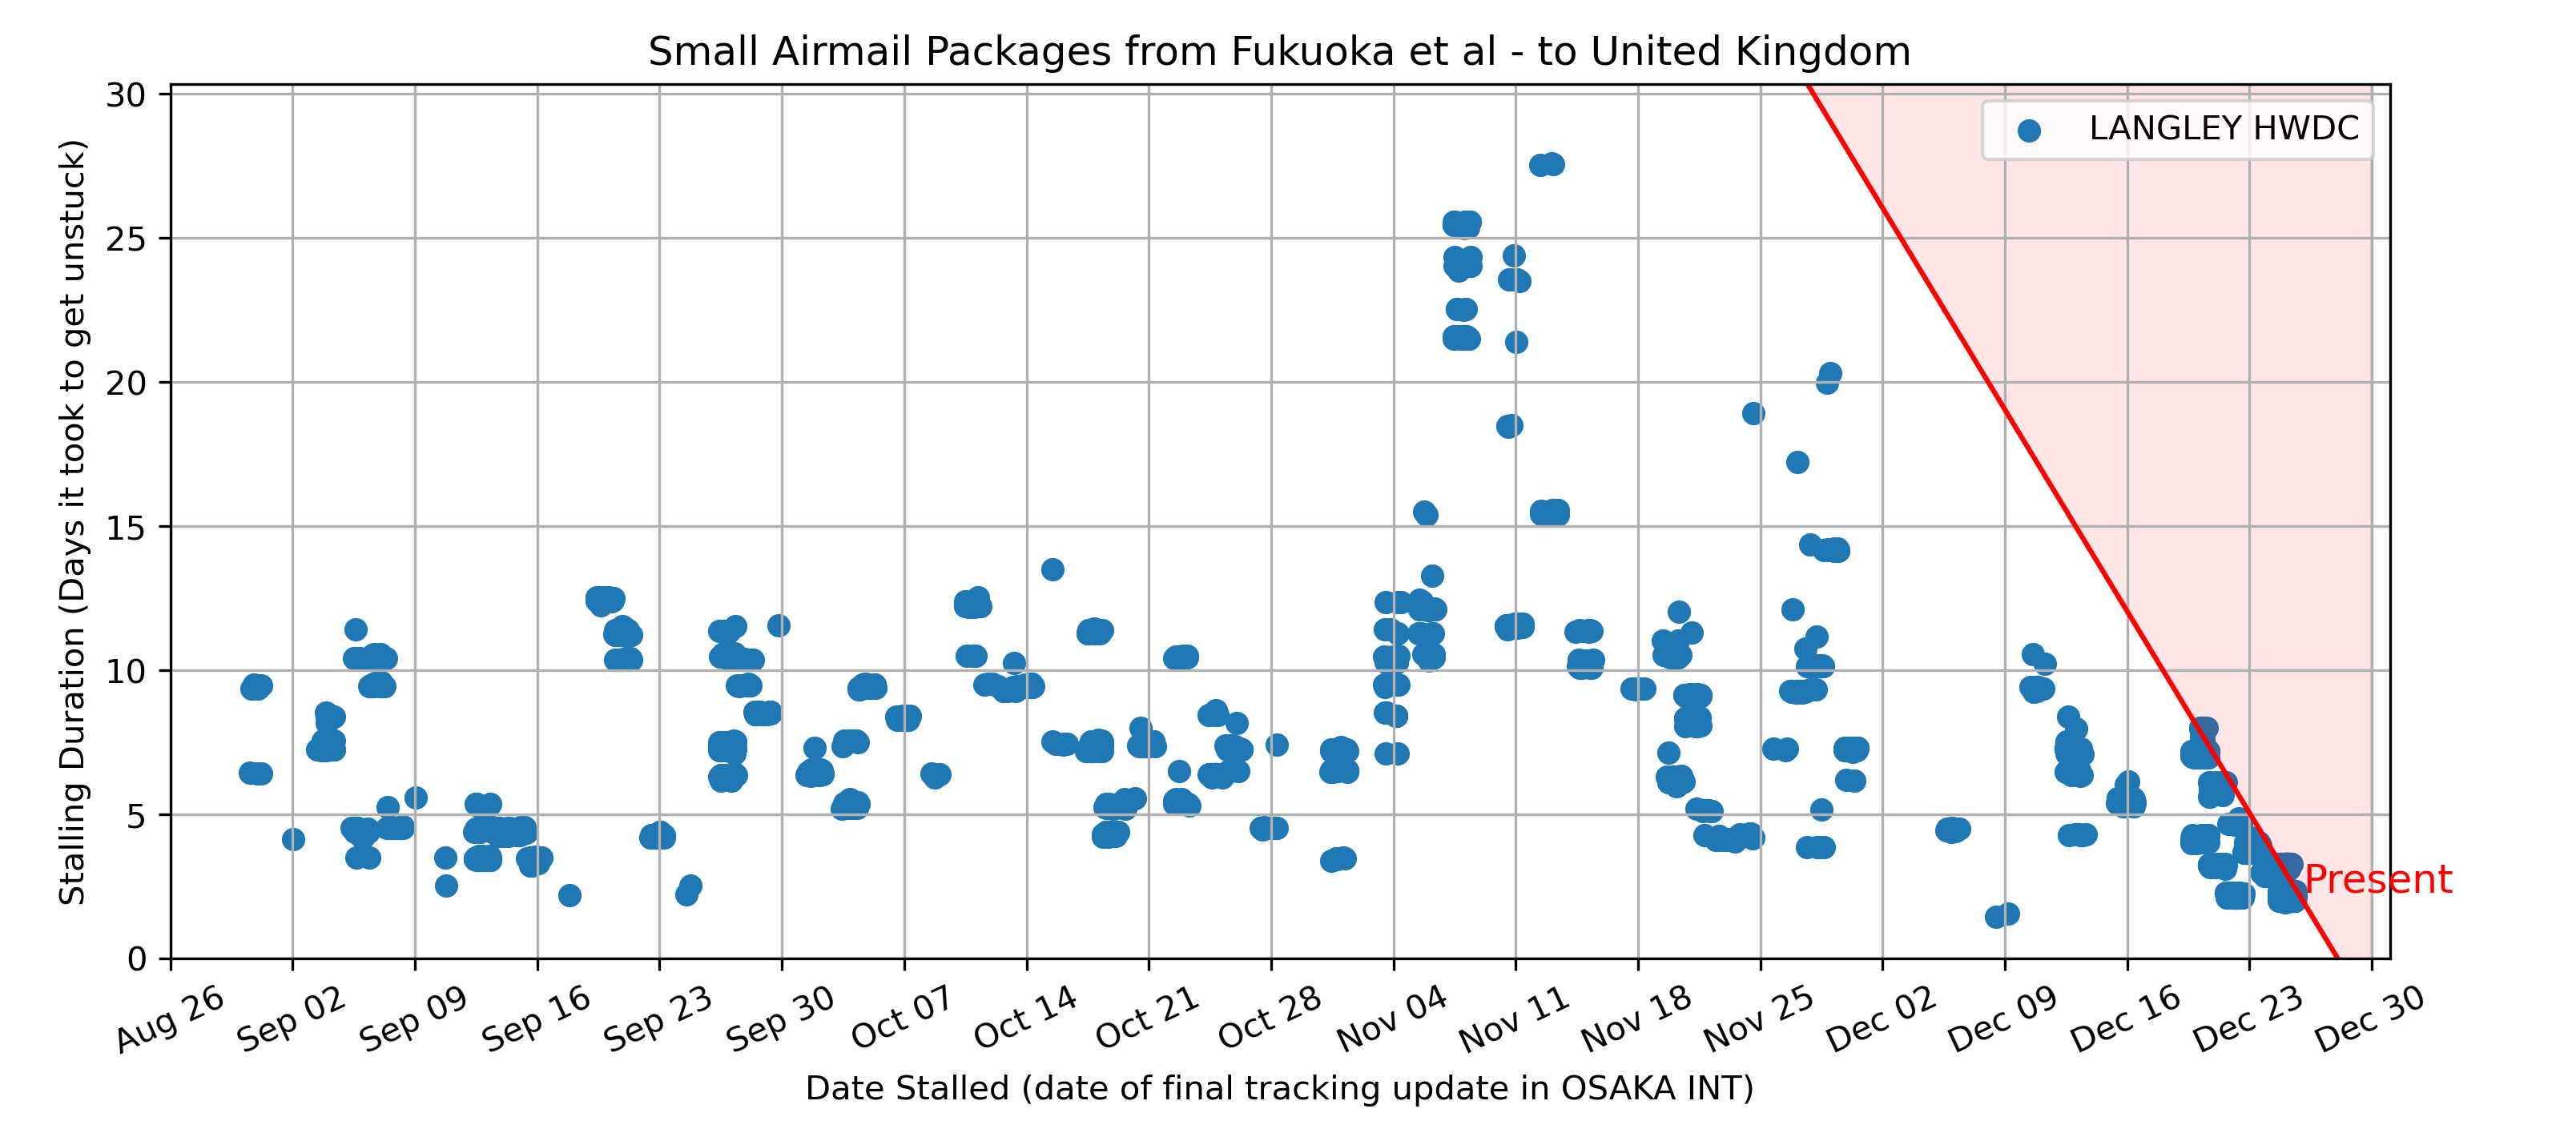 Small Airmail Packages from Fukuoka et al - to United Kingdom
LANGLEY HWDC
Stalling Duration (Days it took to get unstuck)
30
25
20
15
10
5
0
Present
Aug 26
Sep 02
Sep 09
Sep 16
Sep 23
Sep 30
Oct 07
Oct 14
Oct 21
Oct 28
Nov 04
Nov 11
Nov 18
Nov 25
Dec 02
Dec 09
Dec 16
Dec 23
Dec 30
Date Stalled (date of final tracking update in OSAKA INT)